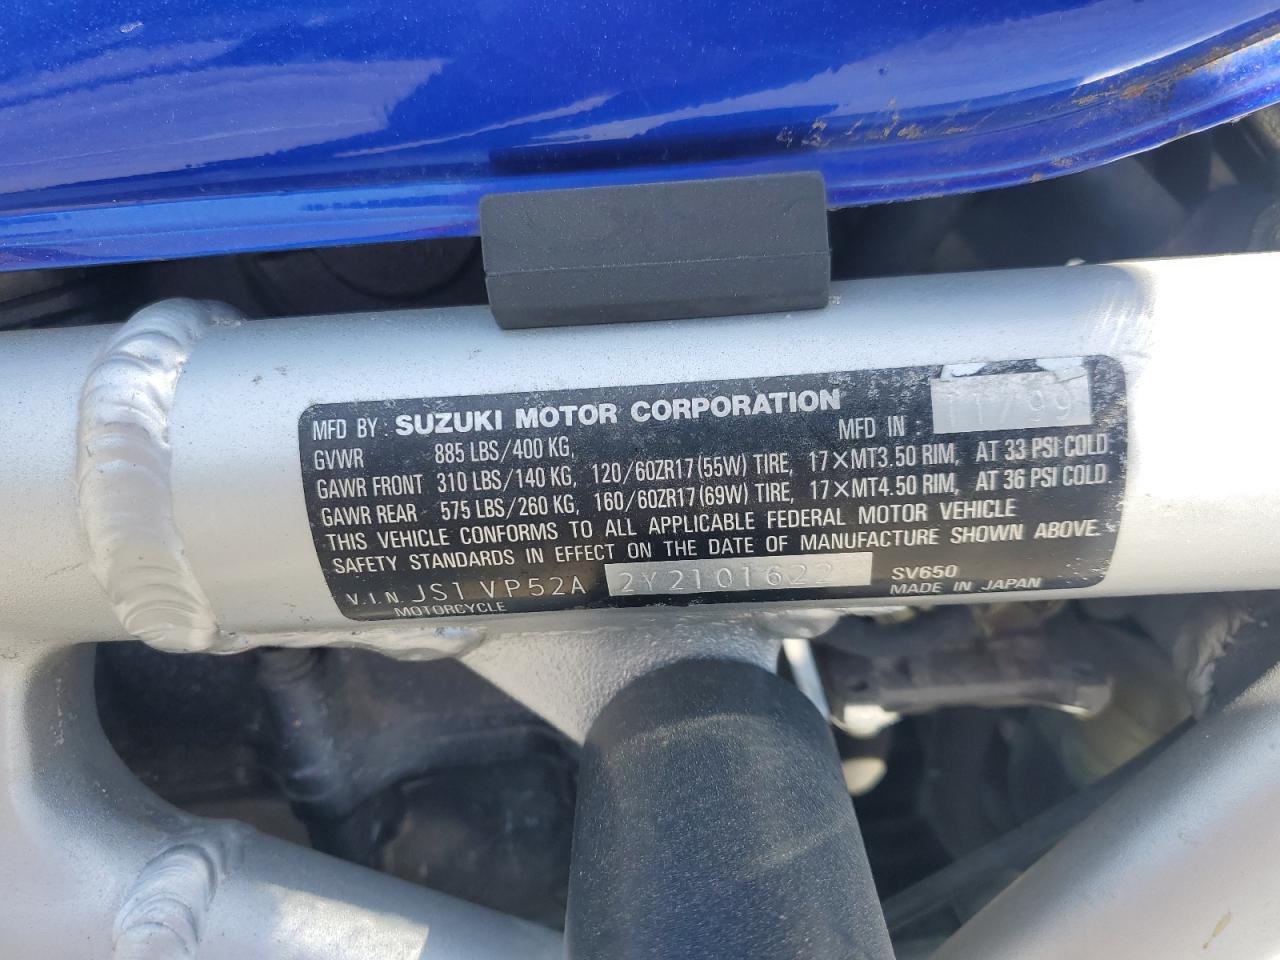 MFD BY : SUZUKI MOTOR CORPORATION MFD IN : 11/99
GVWR 885 LBS/400 KG,
GAWR FRONT 310 LBS/140 KG, 120/60ZR17(55W) TIRE, 17×MT3.50 RIM, AT 33 PSI COLD.
GAWR REAR 575 LBS/260 KG, 160/60ZR17(69W) TIRE, 17×MT4.50 RIM, AT 36 PSI COLD.
THIS VEHICLE CONFORMS TO ALL APPLICABLE FEDERAL MOTOR VEHICLE
SAFETY STANDARDS IN EFFECT ON THE DATE OF MANUFACTURE SHOWN ABOVE.
V.I.N. JS1VP52A 2Y2101622 SV650
MOTORCYCLE MADE IN JAPAN